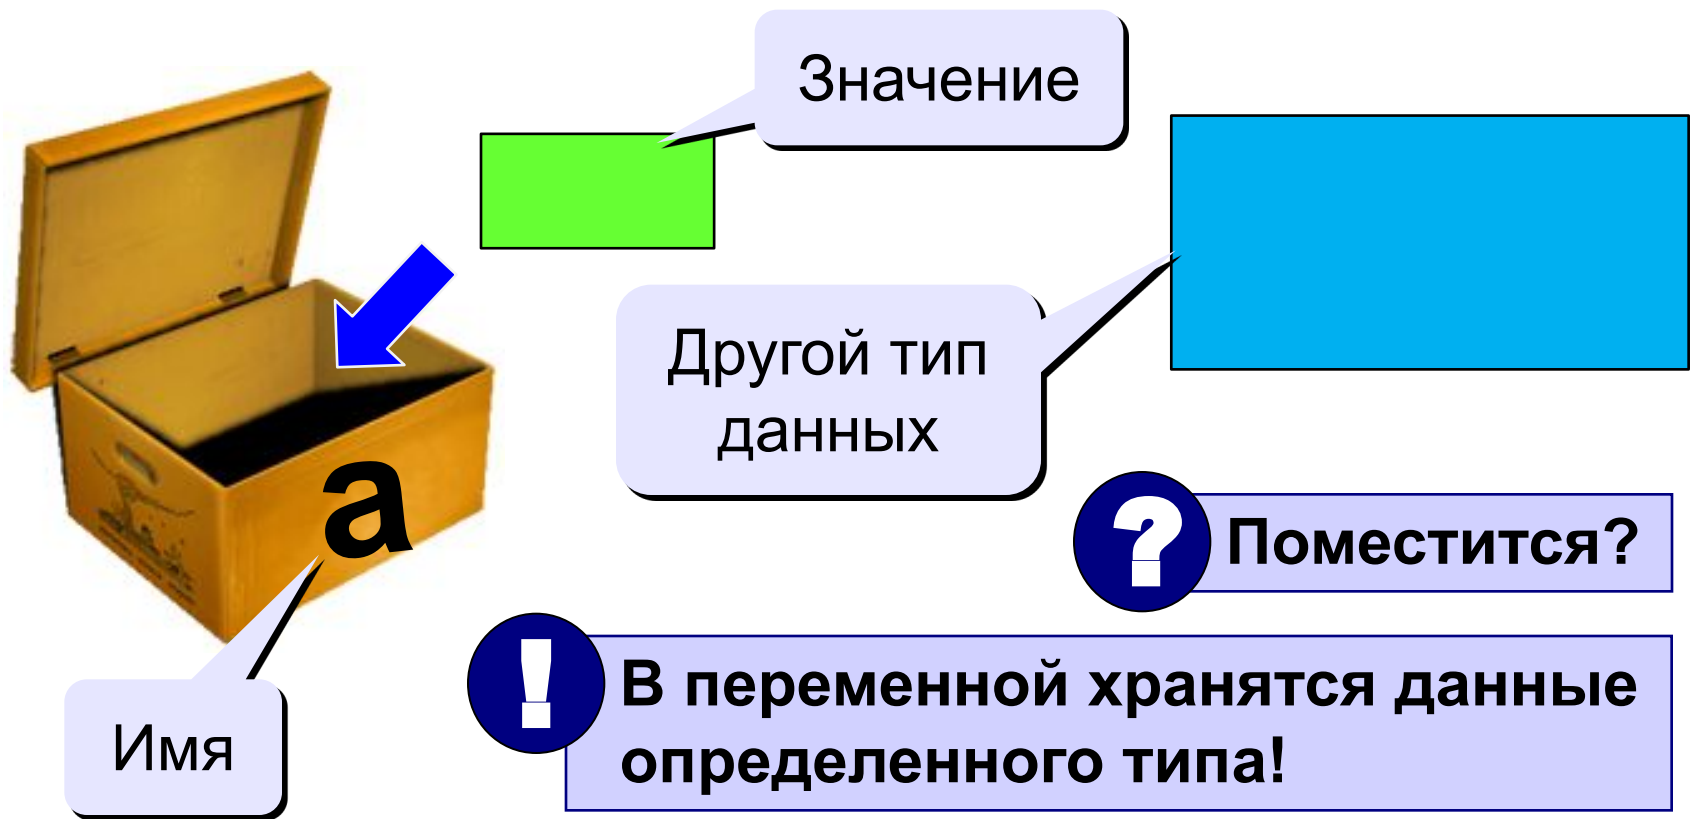 Значение
Другой тип
данных
a
? Поместится?
! В переменной хранятся данные
определенного типа!
Имя